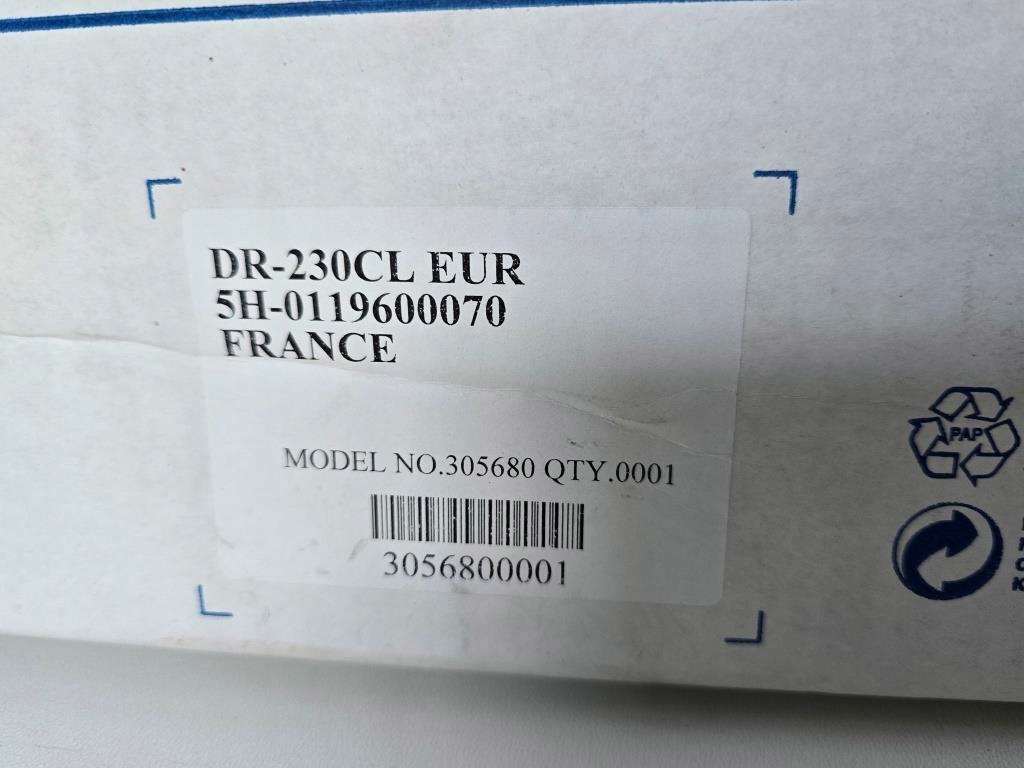 DR-230CL EUR
5H-0119600070
FRANCE
MODEL NO.305680 QTY.0001
3056800001
PAP